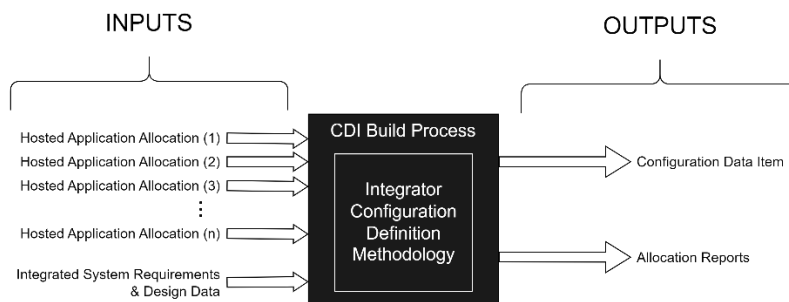 INPUTS
OUTPUTS
CDI Build Process
Hosted Application Allocation (1)
Hosted Application Allocation (2)
Hosted Application Allocation (3)
⋮
Hosted Application Allocation (n)
Integrated System Requirements
& Design Data
Integrator
Configuration
Definition
Methodology
Configuration Data Item
Allocation Reports